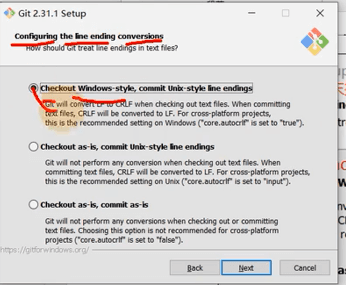 Git 2.31.1 Setup
Configuring the line ending conversions
How should Git treat line endings in text files?
Checkout Windows-style, commit Unix-style line endings
Git will convert LF to CRLF when checking out text files. When committing
text files, CRLF will be converted to LF. For cross-platform projects,
this is the recommended setting on Windows ("core.autocrlf" is set to "true").
Checkout as-is, commit Unix-style line endings
Git will not perform any conversion when checking out text files. When
committing text files, CRLF will be converted to LF. For cross-platform projects,
this is the recommended setting on Unix ("core.autocrlf" is set to "input").
Checkout as-is, commit as-is
Git will not perform any conversions when checking out or committing
text files. Choosing this option is not recommended for cross-platform
projects ("core.autocrlf" is set to "false").
https://gitforwindows.org/
Back
Next
Cancel